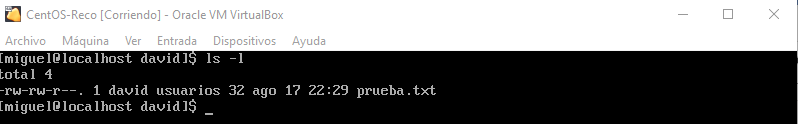 CentOS-Reco [Corriendo] - Oracle VM VirtualBox
Archivo Máquina Ver Entrada Dispositivos Ayuda
[miguel@localhost david]$ ls -l
total 4
-rw-rw-r--. 1 david usuarios 32 ago 17 22:29 prueba.txt
[miguel@localhost david]$ _